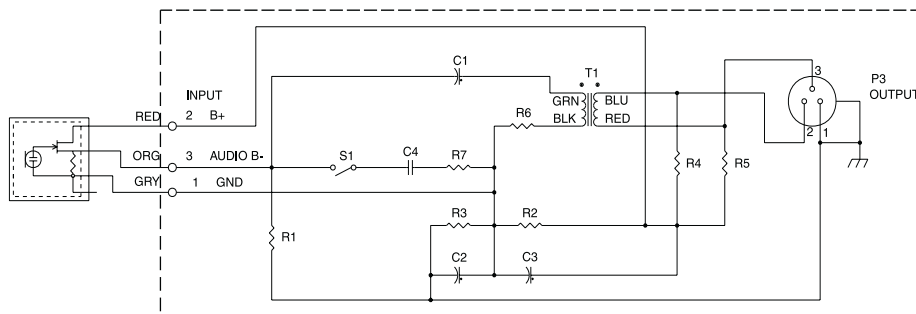 C1
T1
3
P3
OUTPUT
INPUT
RED 2 B+
GRN BLU
BLK RED
R6
2 1
ORG 3 AUDIO B-
S1 C4 R7
R4 R5
GRY 1 GND
R3 R2
R1
C2 C3